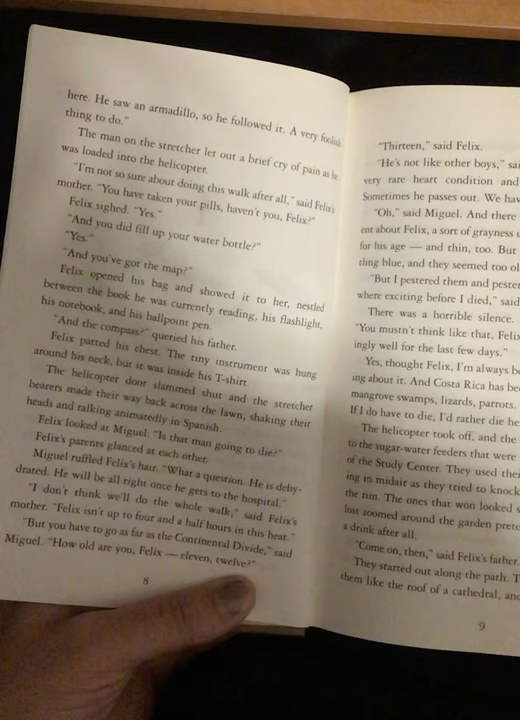 here. He saw an armadillo, so he followed it. A very foolish
thing to do."
The man on the stretcher let out a brief cry of pain as he
was loaded into the helicopter.
"I'm not so sure about doing this walk after all," said Felix's
mother. "You have taken your pills, haven't you, Felix?"
Felix sighed. "Yes."
"And you did fill up your water bottle?"
"Yes."
"And you've got the map?"
Felix opened his bag and showed it to her, nestled
between the book he was currently reading, his flashlight,
his notebook, and his ballpoint pen.
"And the compass?" queried his father.
Felix patted his chest. The tiny instrument was hung
around his neck, but it was inside his T-shirt.
The helicopter door slammed shut and the stretcher
bearers made their way back across the lawn, shaking their
heads and talking animatedly in Spanish.
Felix looked at Miguel. "Is that man going to die?"
Felix's parents glanced at each other.
Miguel ruffled Felix's hair. "What a question. He is dehy-
drated. He will be all right once he gets to the hospital."
"I don't think we'll do the whole walk," said Felix's
mother. "Felix isn't up to four and a half hours in this heat."
"But you have to go as far as the Continental Divide," said
Miguel. "How old are you, Felix — eleven, twelve?"
8
"Thirteen," said Felix.
"He's not like other boys," sai
very rare heart condition and
Sometimes he passes out. We hav
"Oh," said Miguel. And there
ent about Felix, a sort of grayness u
for his age — and thin, too. But
tling blue, and they seemed too ol
"But I pestered them and pester
where exciting before I died," said
There was a horrible silence.
"You mustn't think like that, Felix
ingly well for the last few days."
Yes, thought Felix, I'm always be
ing about it. And Costa Rica has bee
mangrove swamps, lizards, parrots.
If I do have to die, I'd rather die he
The helicopter took off, and the
to the sugar-water feeders that were
of the Study Center. They used the
ing in midair as they tried to knock
the rim. The ones that won looked s
lost zoomed around the garden prete
a drink after all.
"Come on, then," said Felix's father.
They started out along the path. T
them like the roof of a cathedral, and
9